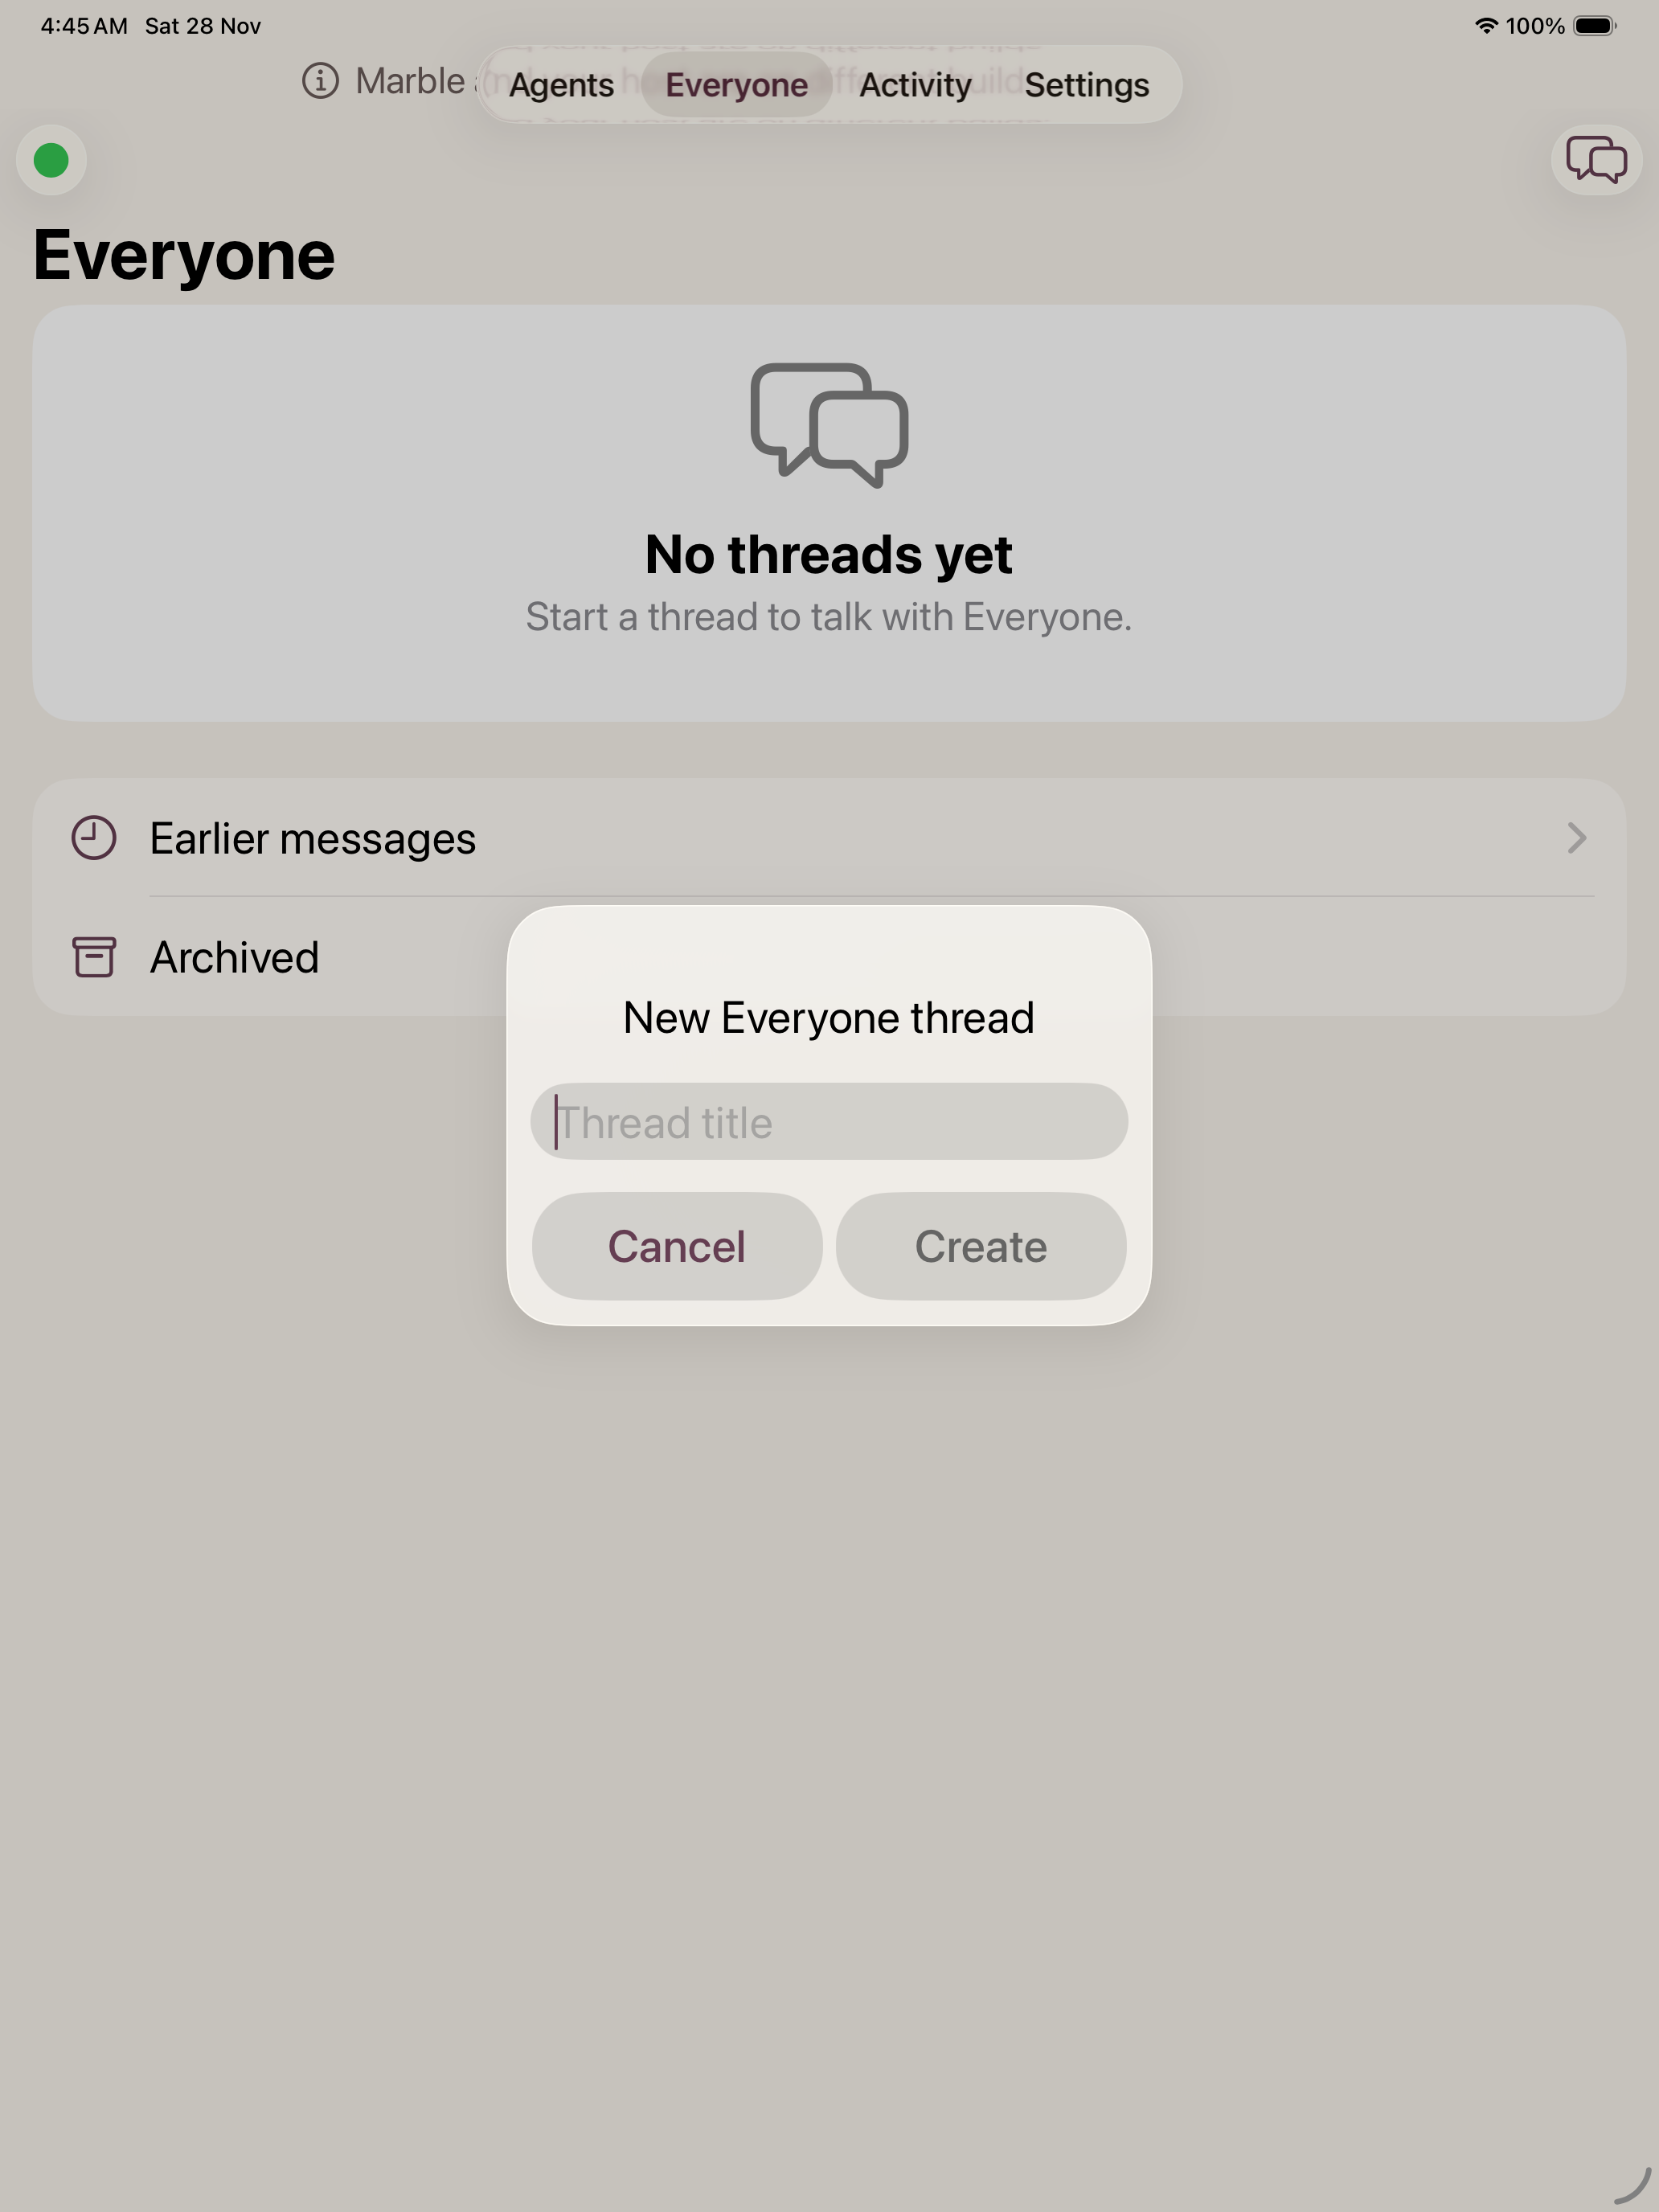 4:45 AM Sat 28 Nov
100%
Marble
Agents
Everyone
Activity
Settings
Everyone
No threads yet
Start a thread to talk with Everyone.
Earlier messages
Archived
New Everyone thread
Thread title
Cancel
Create